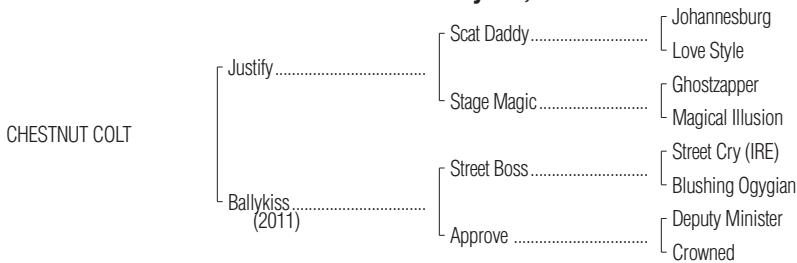 Johannesburg
Scat Daddy
Love Style
Justify
Ghostzapper
Stage Magic
Magical Illusion
CHESTNUT COLT
Street Cry (IRE)
Street Boss
Blushing Ogygian
Ballykiss
(2011)
Deputy Minister
Approve
Crowned